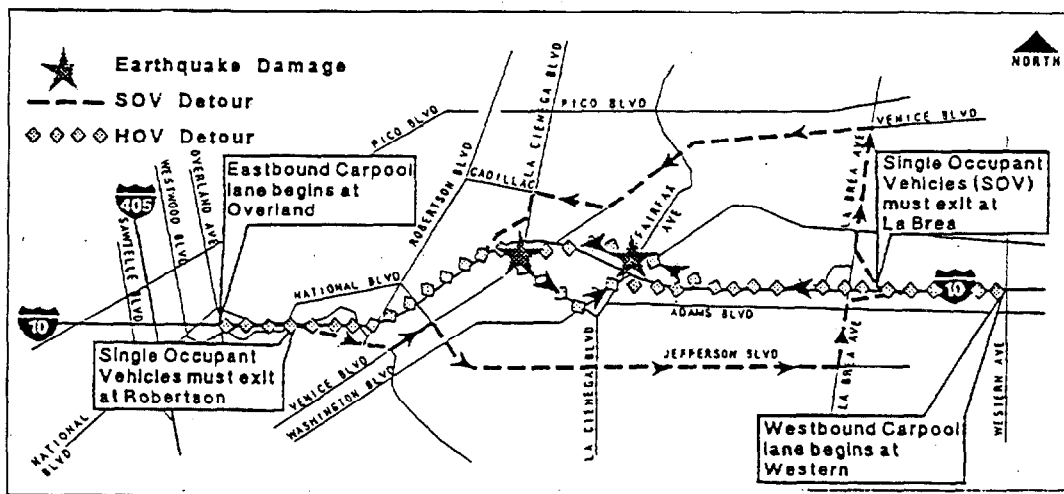 Earthquake Damage
SOV Detour
HOV Detour
NORTH
PICO BLVD
PICO BLVD
LA CIENEGA BLVD
VENICE BLVD
ROBERTSON BLVD
CADILLAC
FAIRFAX
AVE
LA BREA AVE
Eastbound Carpool
lane begins at
Overland
Single Occupant
Vehicles (SOV)
must exit at
La Brea
OVERLAND AVE
WESTWOOD BLVD
405
SAWTELLE BLVD
NATIONAL BLVD
10
10
ADAMS BLVD
Single Occupant
Vehicles must exit
at Robertson
VENICE BLVD
WASHINGTON BLVD
JEFFERSON BLVD
LA CIENEGA BLVD
LA BREA AVE
WESTERN AVE
NATIONAL
BLVD
Westbound Carpool
lane begins at
Western